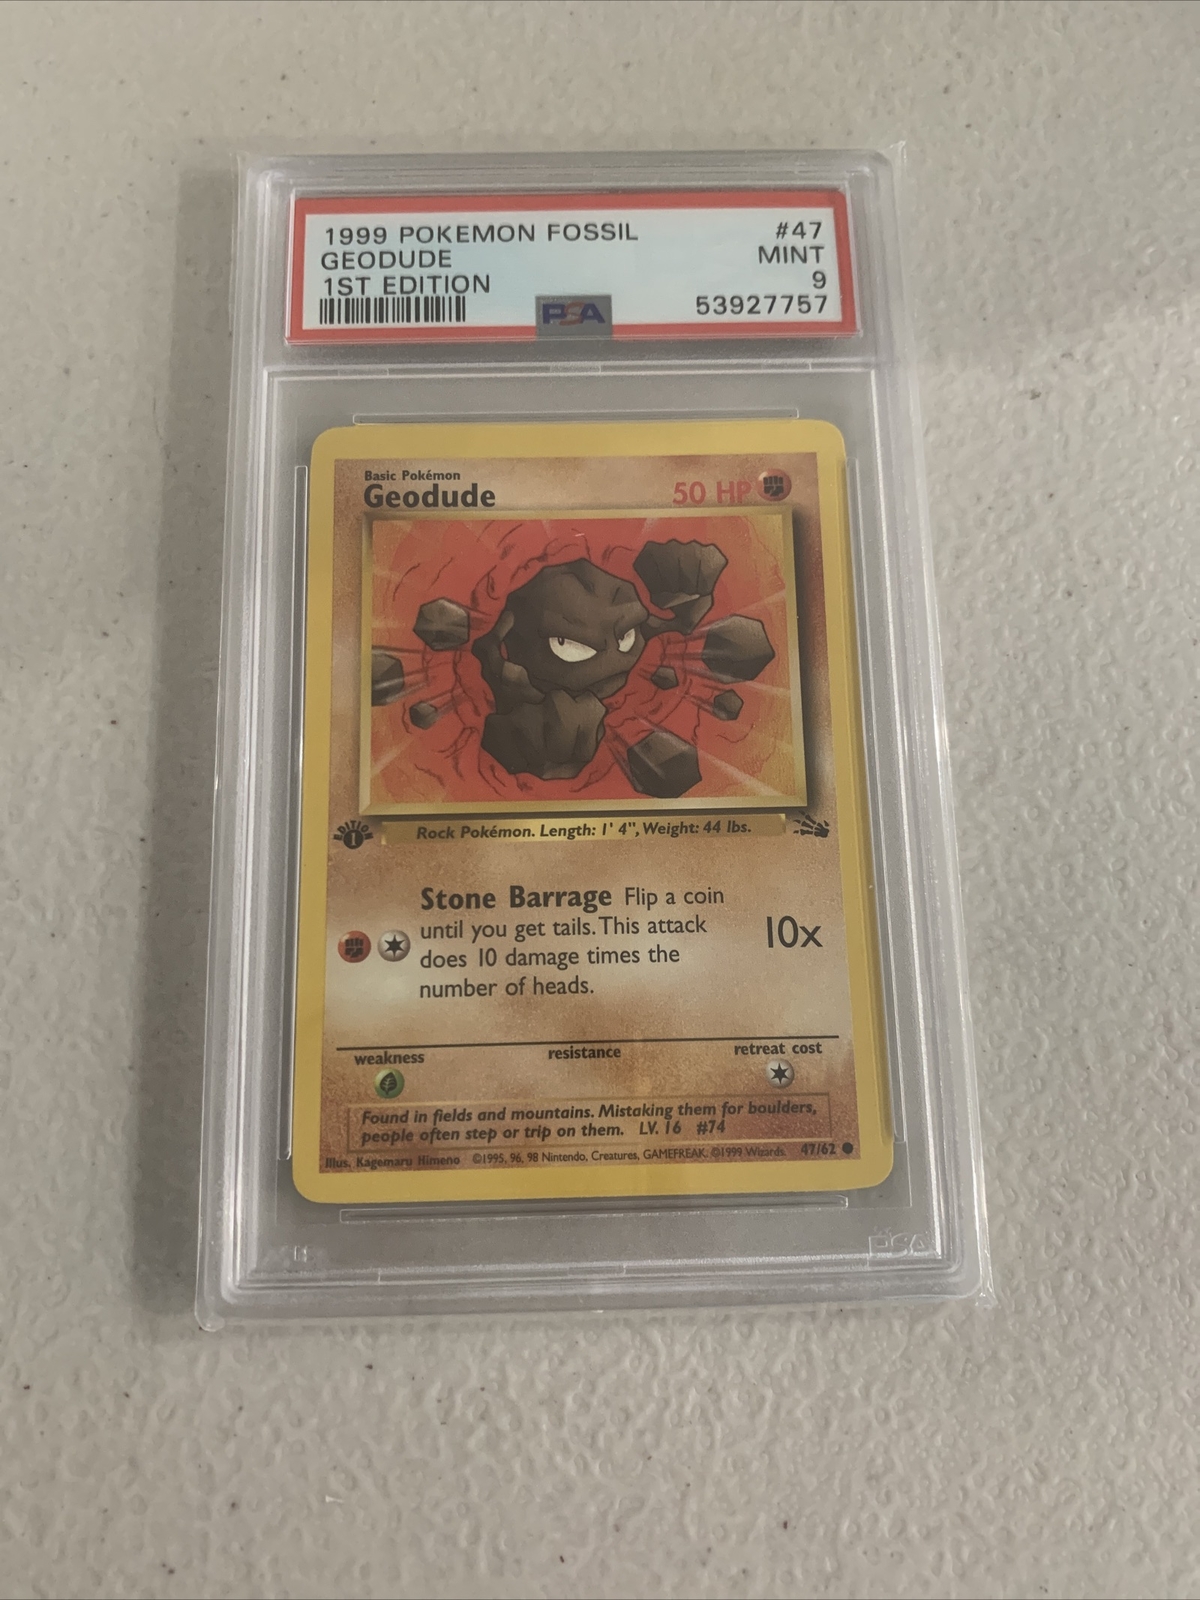 1999 POKEMON FOSSIL #47
GEODUDE MINT
1ST EDITION 9
PSA 53927757
Basic Pokémon
Geodude 50 HP
EDITION 1
Rock Pokémon. Length: 1' 4", Weight: 44 lbs.
Stone Barrage Flip a coin
until you get tails. This attack
does 10 damage times the
number of heads.
10x
weakness resistance retreat cost
Found in fields and mountains. Mistaking them for boulders,
people often step or trip on them. LV. 16 #74
Illus. Kagemaru Himeno ©1995, 96, 98 Nintendo, Creatures, GAMEFREAK. ©1999 Wizards. 47/62
PSA